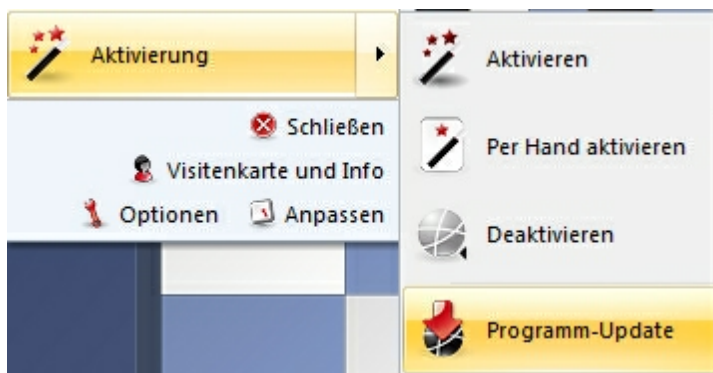 Aktivierung
Schließen
Visitenkarte und Info
Optionen Anpassen
Aktivieren
Per Hand aktivieren
Deaktivieren
Programm-Update